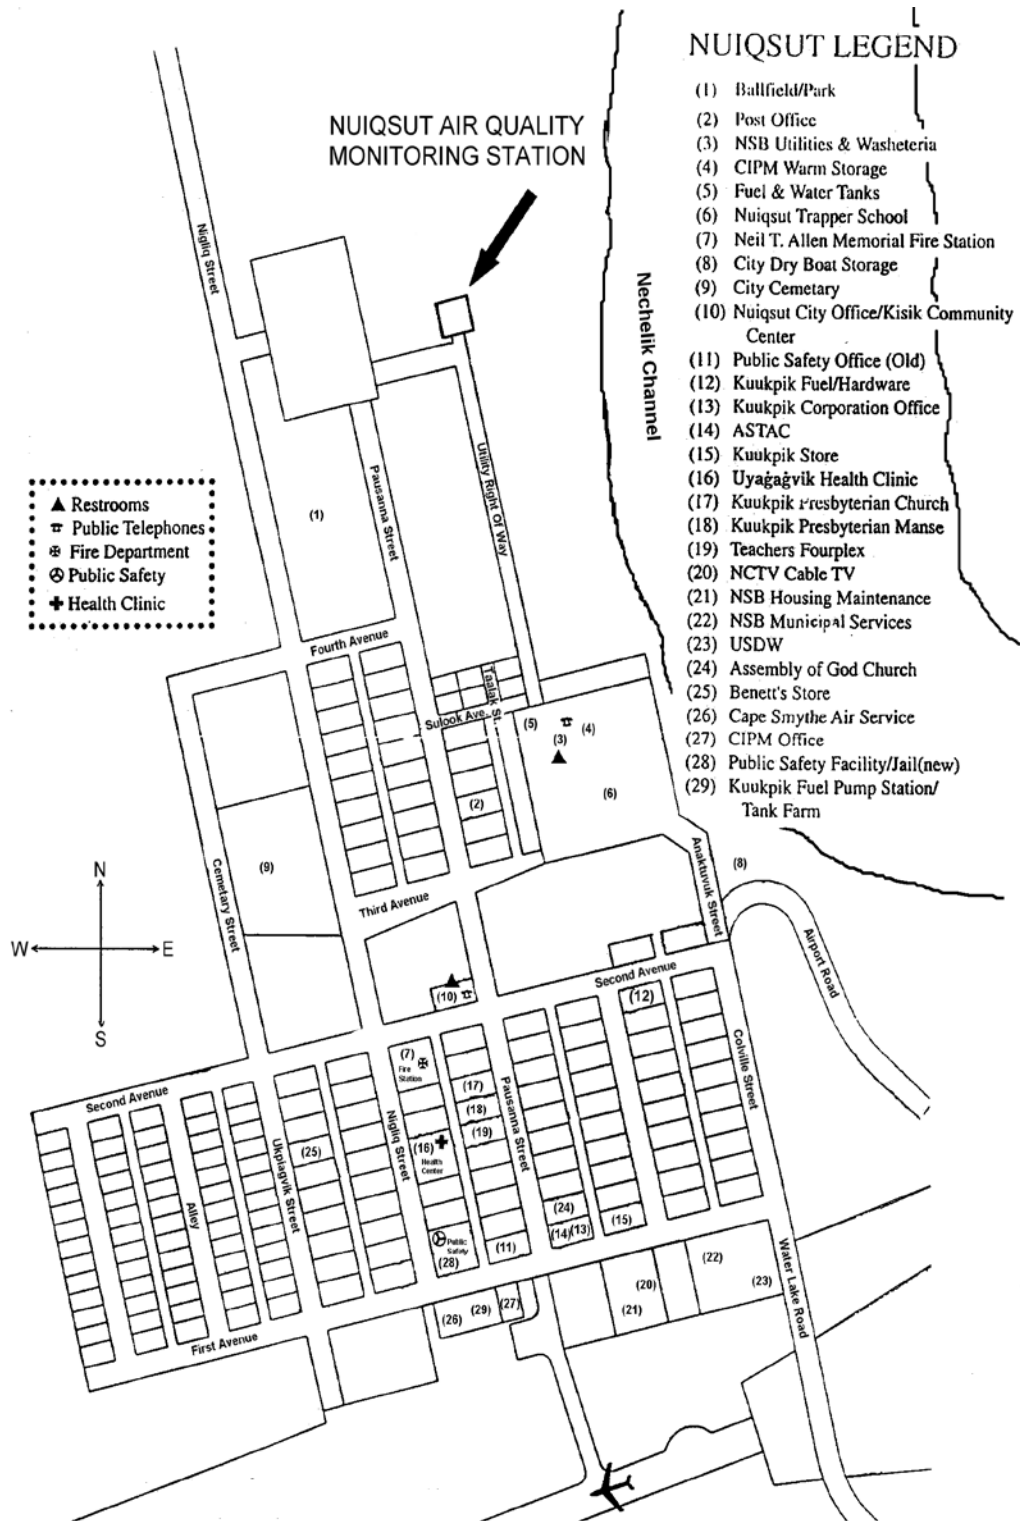 NUIQSUT LEGEND
(1) Ballfield/Park
(2) Post Office
(3) NSB Utilities & Washeteria
(4) CIPM Warm Storage
(5) Fuel & Water Tanks
(6) Nuiqsut Trapper School
(7) Neil T. Allen Memorial Fire Station
(8) City Dry Boat Storage
(9) City Cemetary
(10) Nuiqsut City Office/Kisik Community
Center
(11) Public Safety Office (Old)
(12) Kuukpik Fuel/Hardware
(13) Kuukpik Corporation Office
(14) ASTAC
(15) Kuukpik Store
(16) Uyaġaġvik Health Clinic
(17) Kuukpik Presbyterian Church
(18) Kuukpik Presbyterian Manse
(19) Teachers Fourplex
(20) NCTV Cable TV
(21) NSB Housing Maintenance
(22) NSB Municipal Services
(23) USDW
(24) Assembly of God Church
(25) Benett's Store
(26) Cape Smythe Air Service
(27) CIPM Office
(28) Public Safety Facility/Jail(new)
(29) Kuukpik Fuel Pump Station/
Tank Farm
NUIQSUT AIR QUALITY
MONITORING STATION
Nigliq Street
Nechelik Channel
Restrooms
Public Telephones
Fire Department
Public Safety
Health Clinic
(1)
Pausanna Street
Utility Right Of Way
Fourth Avenue
Taalak St.
Sulook Ave.
(5)
(3)
(4)
(6)
(2)
Cemetary Street
(9)
Third Avenue
Anaktuvuk Street
(8)
Airport Road
N
W
E
S
(10)
Second Avenue
(12)
Colville Street
(7)
Fire
Station
(17)
(18)
(19)
Pausanna Street
Second Avenue
Alley
Ukpiagvik Street
(25)
Nigliq Street
(16)
Health
Center
(24)
(14)
(13)
(15)
Public
Safety
(28)
(11)
First Avenue
(26)
(29)
(27)
(20)
(21)
(22)
(23)
Water Lake Road